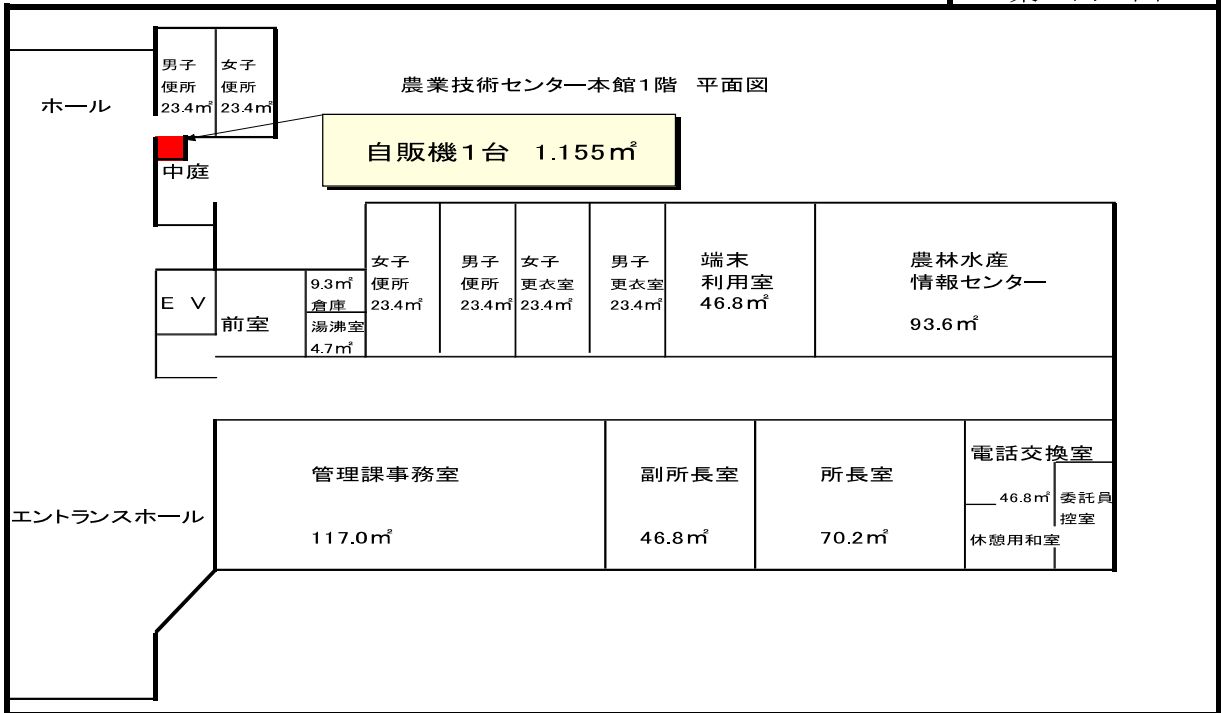 農業技術センター本館1階 平面図
男子
便所
23.4㎡
女子
便所
23.4㎡
ホール
自販機1台 1.155㎡
中庭
E V
前室
9.3㎡
倉庫
湯沸室
4.7㎡
女子
便所
23.4㎡
男子
便所
23.4㎡
女子
更衣室
23.4㎡
男子
更衣室
23.4㎡
端末
利用室
46.8㎡
農林水産
情報センター
93.6㎡
エントランスホール
管理課事務室
117.0㎡
副所長室
46.8㎡
所長室
70.2㎡
電話交換室
46.8㎡
委託員
控室
休憩用和室